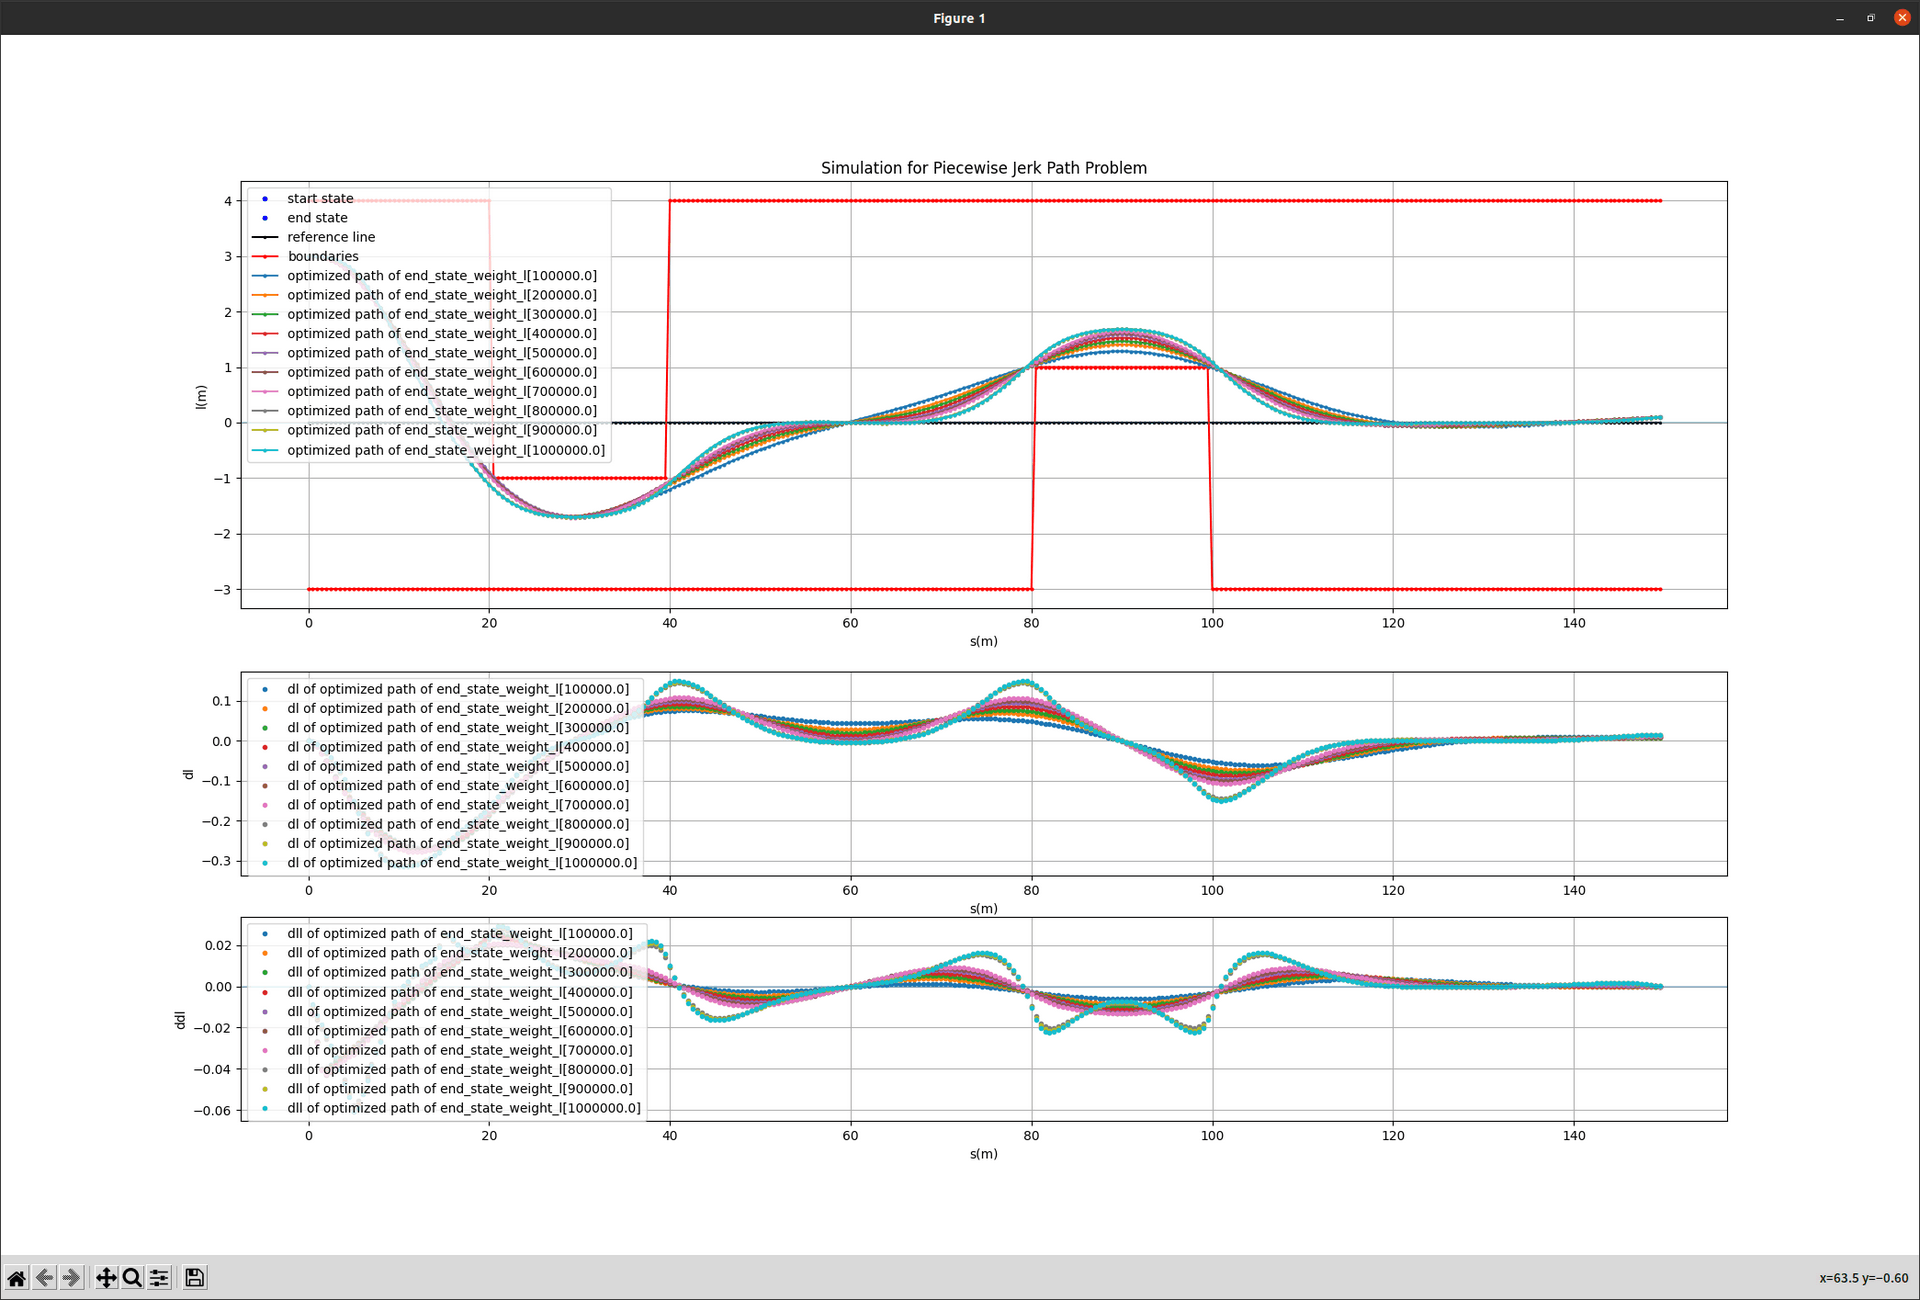 Figure 1
Simulation for Piecewise Jerk Path Problem
l(m)
4
3
2
1
0
−1
−2
−3
start state
end state
reference line
boundaries
optimized path of end_state_weight_l[100000.0]
optimized path of end_state_weight_l[200000.0]
optimized path of end_state_weight_l[300000.0]
optimized path of end_state_weight_l[400000.0]
optimized path of end_state_weight_l[500000.0]
optimized path of end_state_weight_l[600000.0]
optimized path of end_state_weight_l[700000.0]
optimized path of end_state_weight_l[800000.0]
optimized path of end_state_weight_l[900000.0]
optimized path of end_state_weight_l[1000000.0]
0 20 40 60 80 100 120 140
s(m)
dl
0.1
0.0
−0.1
−0.2
−0.3
dl of optimized path of end_state_weight_l[100000.0]
dl of optimized path of end_state_weight_l[200000.0]
dl of optimized path of end_state_weight_l[300000.0]
dl of optimized path of end_state_weight_l[400000.0]
dl of optimized path of end_state_weight_l[500000.0]
dl of optimized path of end_state_weight_l[600000.0]
dl of optimized path of end_state_weight_l[700000.0]
dl of optimized path of end_state_weight_l[800000.0]
dl of optimized path of end_state_weight_l[900000.0]
dl of optimized path of end_state_weight_l[1000000.0]
0 20 40 60 80 100 120 140
s(m)
ddl
0.02
0.00
−0.02
−0.04
−0.06
dll of optimized path of end_state_weight_l[100000.0]
dll of optimized path of end_state_weight_l[200000.0]
dll of optimized path of end_state_weight_l[300000.0]
dll of optimized path of end_state_weight_l[400000.0]
dll of optimized path of end_state_weight_l[500000.0]
dll of optimized path of end_state_weight_l[600000.0]
dll of optimized path of end_state_weight_l[700000.0]
dll of optimized path of end_state_weight_l[800000.0]
dll of optimized path of end_state_weight_l[900000.0]
dll of optimized path of end_state_weight_l[1000000.0]
0 20 40 60 80 100 120 140
s(m)
x=63.5 y=−0.60